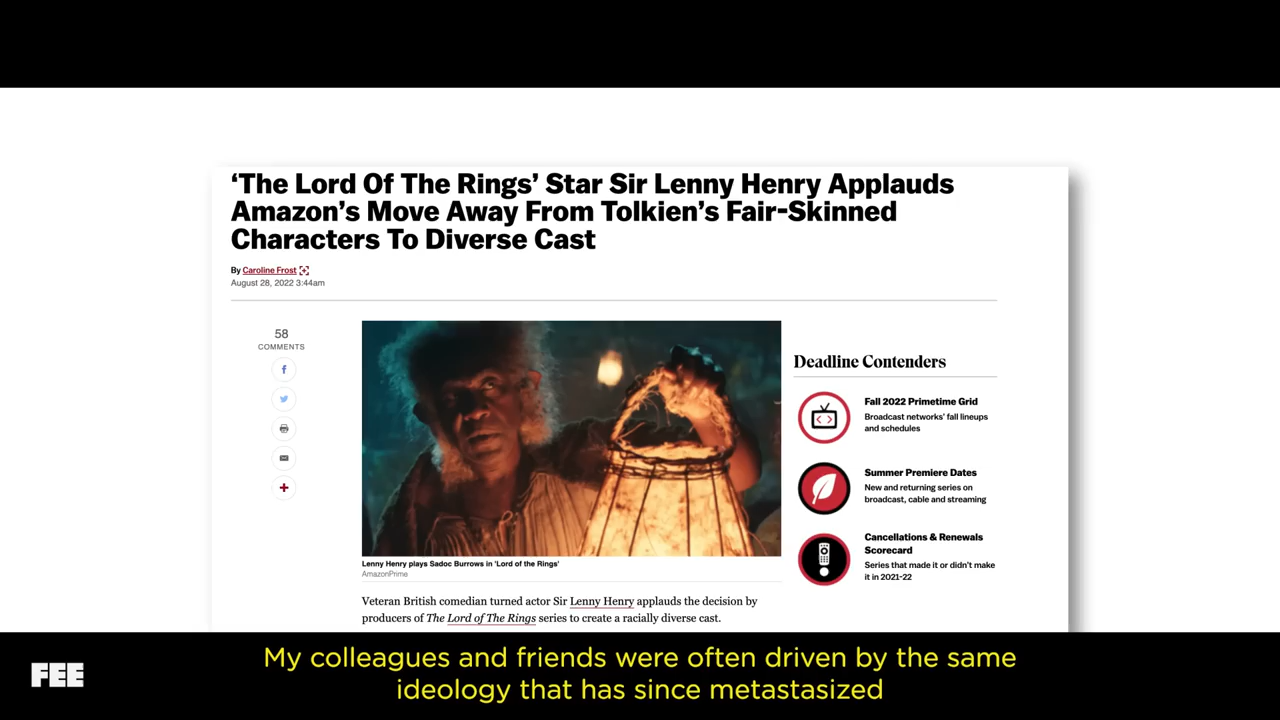 ‘The Lord Of The Rings’ Star Sir Lenny Henry Applauds
Amazon’s Move Away From Tolkien’s Fair-Skinned
Characters To Diverse Cast
By Caroline Frost
August 28, 2022 3:44am
58
COMMENTS
Lenny Henry plays Sadoc Burrows in 'Lord of the Rings'
AmazonPrime
Veteran British comedian turned actor Sir Lenny Henry applauds the decision by
producers of The Lord of The Rings series to create a racially diverse cast.
Deadline Contenders
Fall 2022 Primetime Grid
Broadcast networks' fall lineups
and schedules
Summer Premiere Dates
New and returning series on
broadcast, cable and streaming
Cancellations & Renewals
Scorecard
Series that made it or didn't make
it in 2021-22
FEE
My colleagues and friends were often driven by the same
ideology that has since metastasized